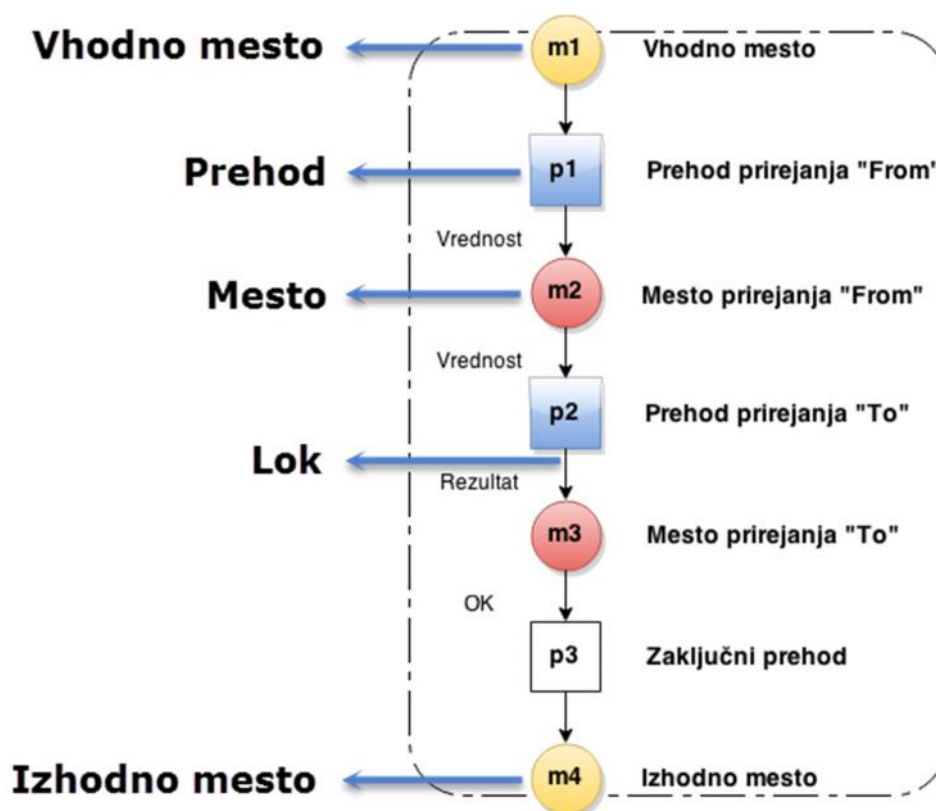 Vhodno mesto
m1
Vhodno mesto
Prehod
p1
Prehod prirejanja "From"
Vrednost
Mesto
m2
Mesto prirejanja "From"
Vrednost
p2
Prehod prirejanja "To"
Lok
Rezultat
m3
Mesto prirejanja "To"
OK
p3
Zaključni prehod
Izhodno mesto
m4
Izhodno mesto